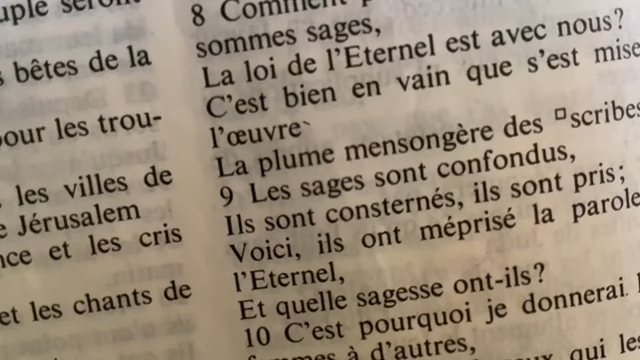 uple
bêtes de la
pour les trou-
les villes de
Jérusalem
nce et les cris
et les chants de
8 Comment
sommes sages,
La loi de l'Eternel est avec nous?
C'est bien en vain que s'est mise
l'œuvre
La plume mensongère des ¤scribes
9 Les sages sont confondus,
Ils sont consternés, ils sont pris;
Voici, ils ont méprisé la parole
l'Eternel,
Et quelle sagesse ont-ils?
10 C'est pourquoi je donnerai
à d'autres,
qui les